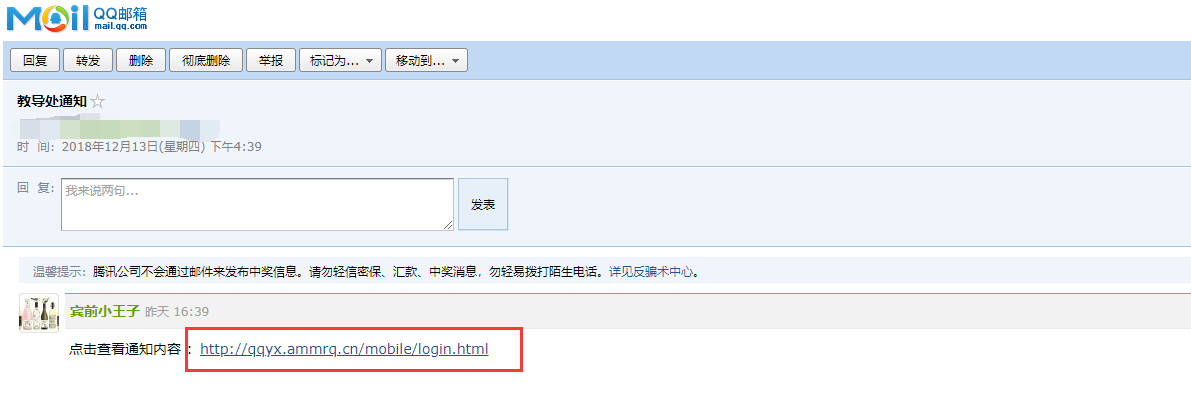 Mail QQ邮箱
mail.qq.com
回复 转发 删除 彻底删除 举报 标记为... 移动到...
教导处通知☆
时 间: 2018年12月13日(星期四) 下午4:39
回 复: 我来说两句... 发表
温馨提示: 腾讯公司不会通过邮件来发布中奖信息。请勿轻信密保、汇款、中奖消息，勿轻易拨打陌生电话。详见反骗术中心。
宾前小王子 昨天 16:39
点击查看通知内容： http://qqyx.ammrq.cn/mobile/login.html